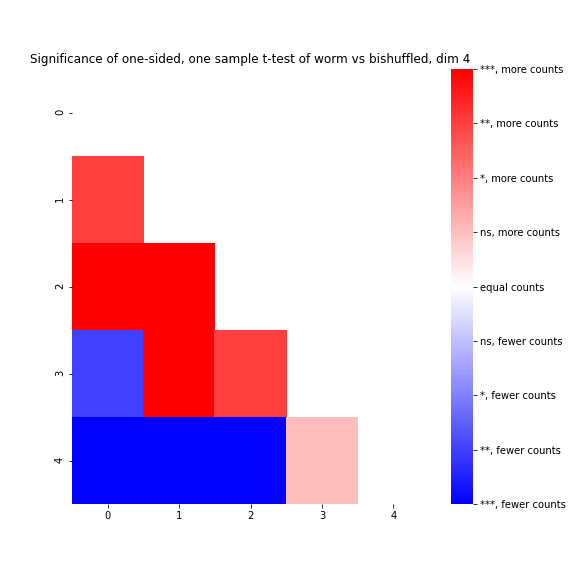 Significance of one-sided, one sample t-test of worm vs bishuffled, dim 4
0
1
2
3
4
0 1 2 3 4
***, more counts
**, more counts
*, more counts
ns, more counts
equal counts
ns, fewer counts
*, fewer counts
**, fewer counts
***, fewer counts